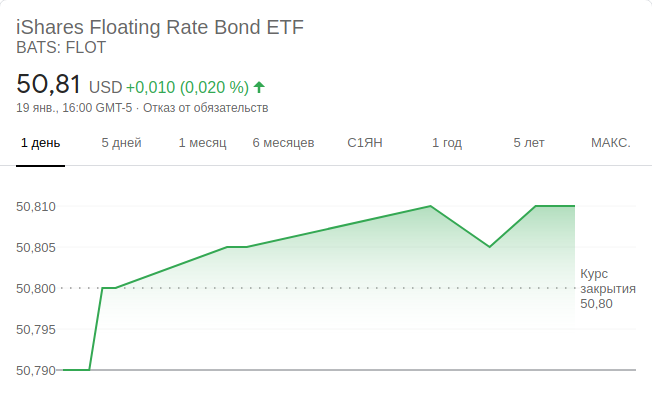 iShares Floating Rate Bond ETF
BATS: FLOT
50,81 USD +0,010 (0,020 %)
19 янв., 16:00 GMT-5 · Отказ от обязательств
1 день 5 дней 1 месяц 6 месяцев С1ЯН 1 год 5 лет МАКС.
50,810
50,805
50,800
50,795
50,790
Курс
закрытия
50,80